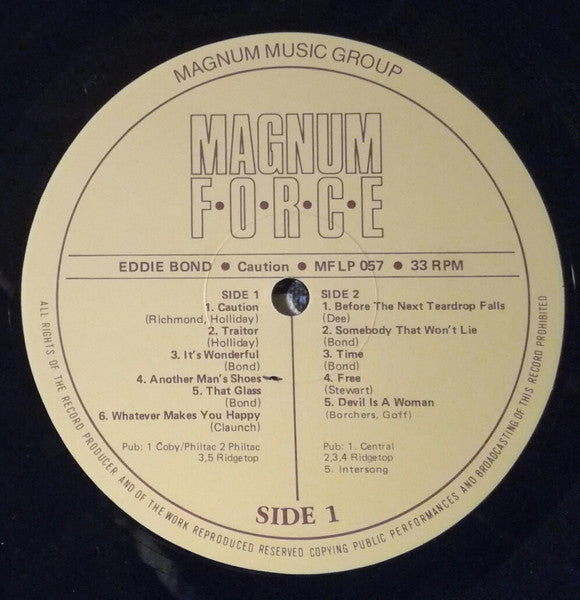 MAGNUM MUSIC GROUP
MAGNUM
F•O•R•C•E
EDDIE BOND • Caution • MFLP 057 • 33 RPM
SIDE 1
1. Caution
(Richmond, Holliday)
2. Traitor
(Holliday)
3. It's Wonderful
(Bond)
4. Another Man's Shoes
5. That Glass
(Bond)
6. Whatever Makes You Happy
(Claunch)
Pub: 1 Coby/Philtac 2 Philtac
3,5 Ridgetop
SIDE 2
1. Before The Next Teardrop Falls
(Dee)
2. Somebody That Won't Lie
(Bond)
3. Time
(Bond)
4. Free
(Stewart)
5. Devil Is A Woman
(Borchers, Goff)
Pub: 1. Central
2,3,4 Ridgetop
5. Intersong
SIDE 1
ALL RIGHTS OF THE RECORD PRODUCER AND OF THE WORK REPRODUCED RESERVED COPYING PUBLIC PERFORMANCES AND BROADCASTING OF THIS RECORD PROHIBITED